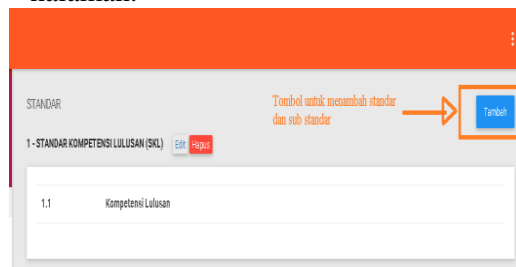 STANDAR
Tombol untuk menambah standar
dan sub standar
Tambah
1 - STANDAR KOMPETENSI LULUSAN (SKL) Edit Hapus
1.1 Kompetensi Lulusan